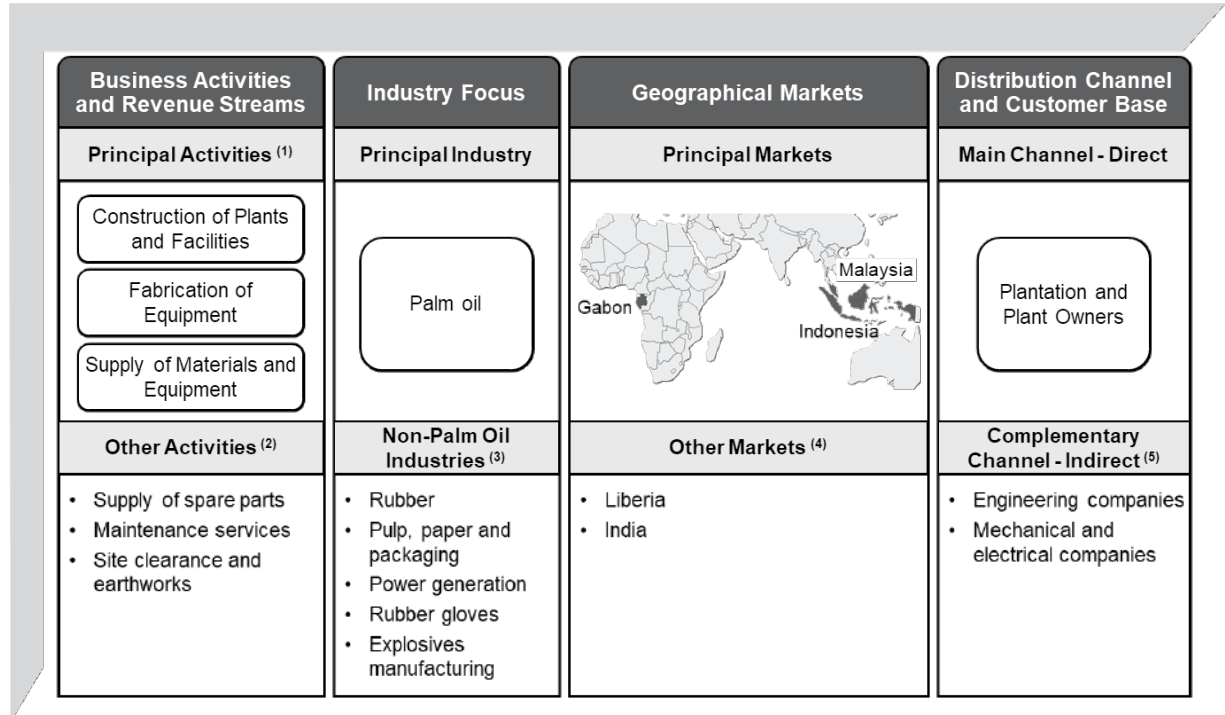 Business Activities
and Revenue Streams
Principal Activities (1)
Construction of Plants
and Facilities
Fabrication of
Equipment
Supply of Materials and
Equipment
Other Activities (2)
• Supply of spare parts
• Maintenance services
• Site clearance and
earthworks
Industry Focus
Principal Industry
Palm oil
Non-Palm Oil
Industries (3)
• Rubber
• Pulp, paper and
packaging
• Power generation
• Rubber gloves
• Explosives
manufacturing
Geographical Markets
Principal Markets
Malaysia
Gabon
Indonesia
Other Markets (4)
• Liberia
• India
Distribution Channel
and Customer Base
Main Channel - Direct
Plantation and
Plant Owners
Complementary
Channel - Indirect (5)
• Engineering companies
• Mechanical and
electrical companies